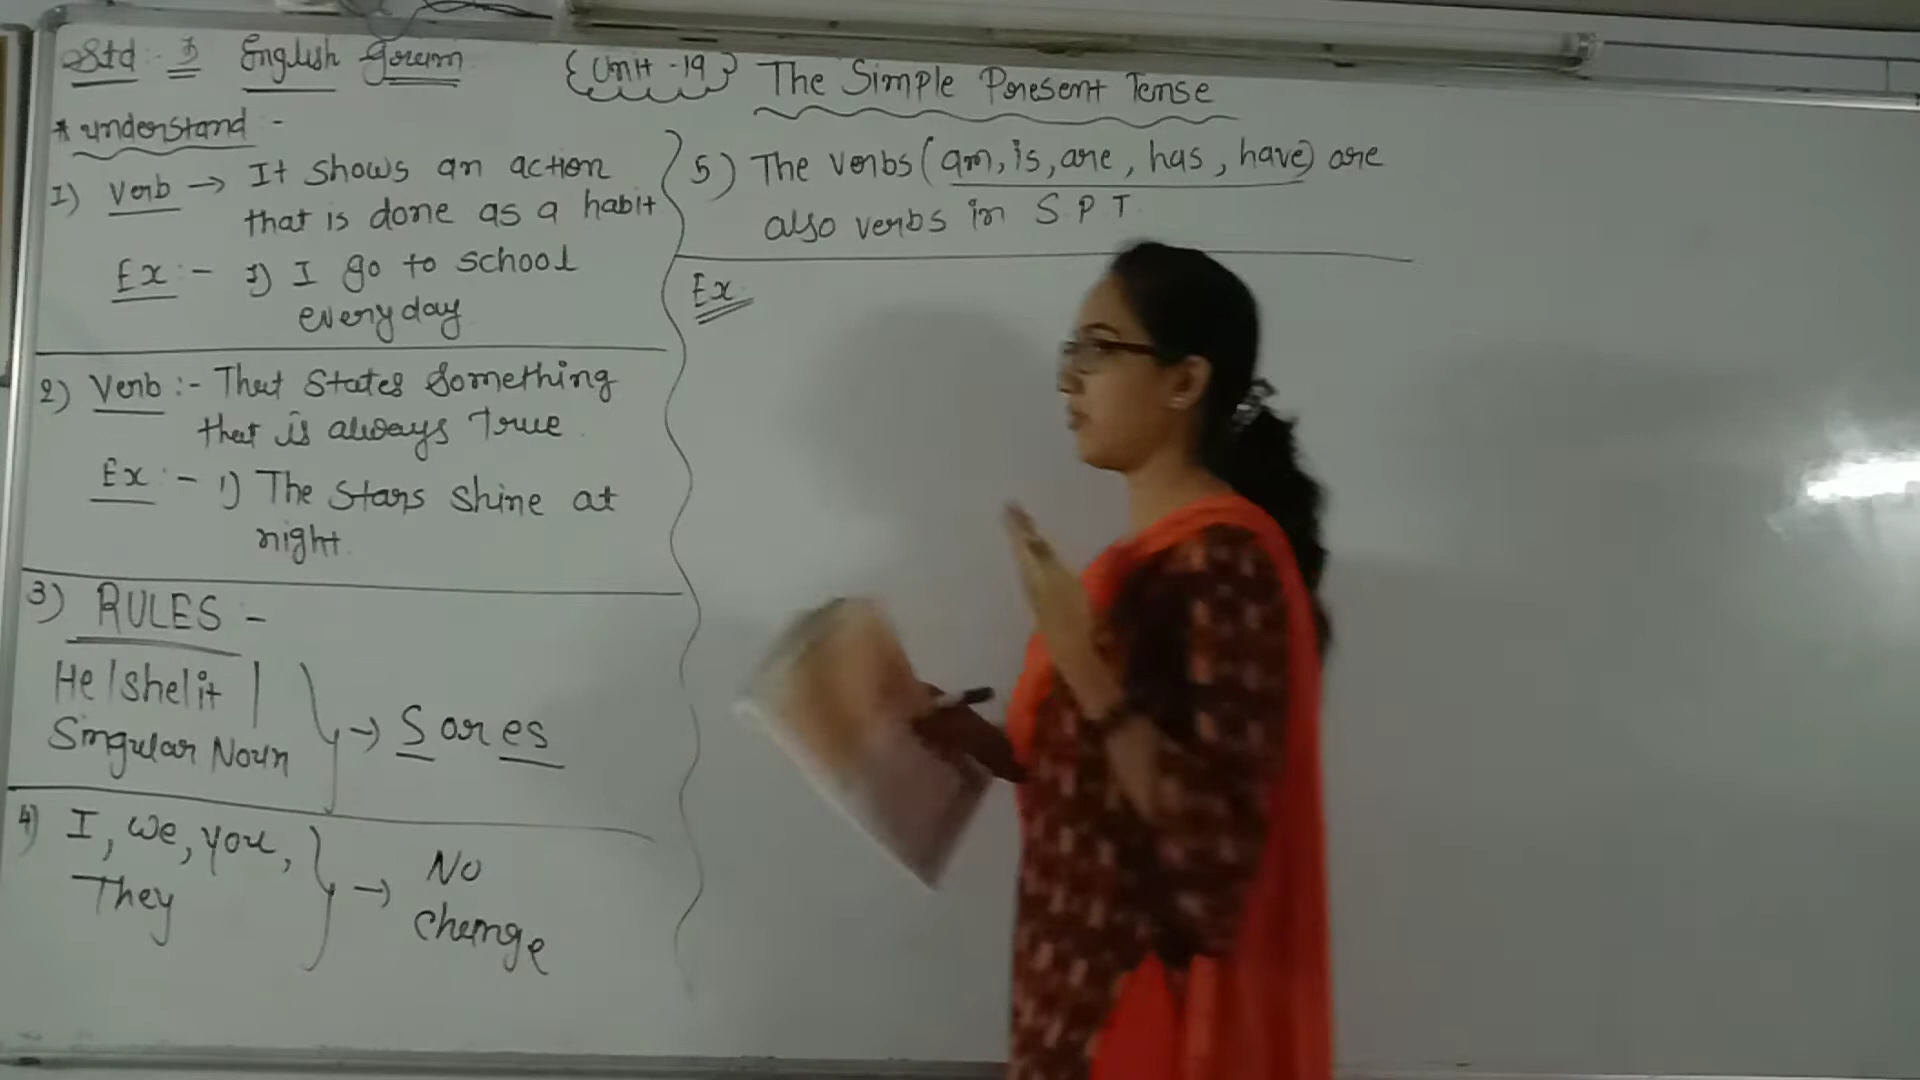 Std :- English Gram
{Unit -19} The Simple Present Tense
* understand -
1) Verb → It shows an action
that is done as a habit
Ex :- 1) I go to school
everyday
2) Verb :- That States Something
that is always True.
Ex :- 1) The Stars shine at
night.
3) RULES -
He/she/it /
Singular Noun → S or es
4) I, we, you,
They → No
change
5) The verbs (am, is, are, has, have) are
also verbs in S P T.
Ex